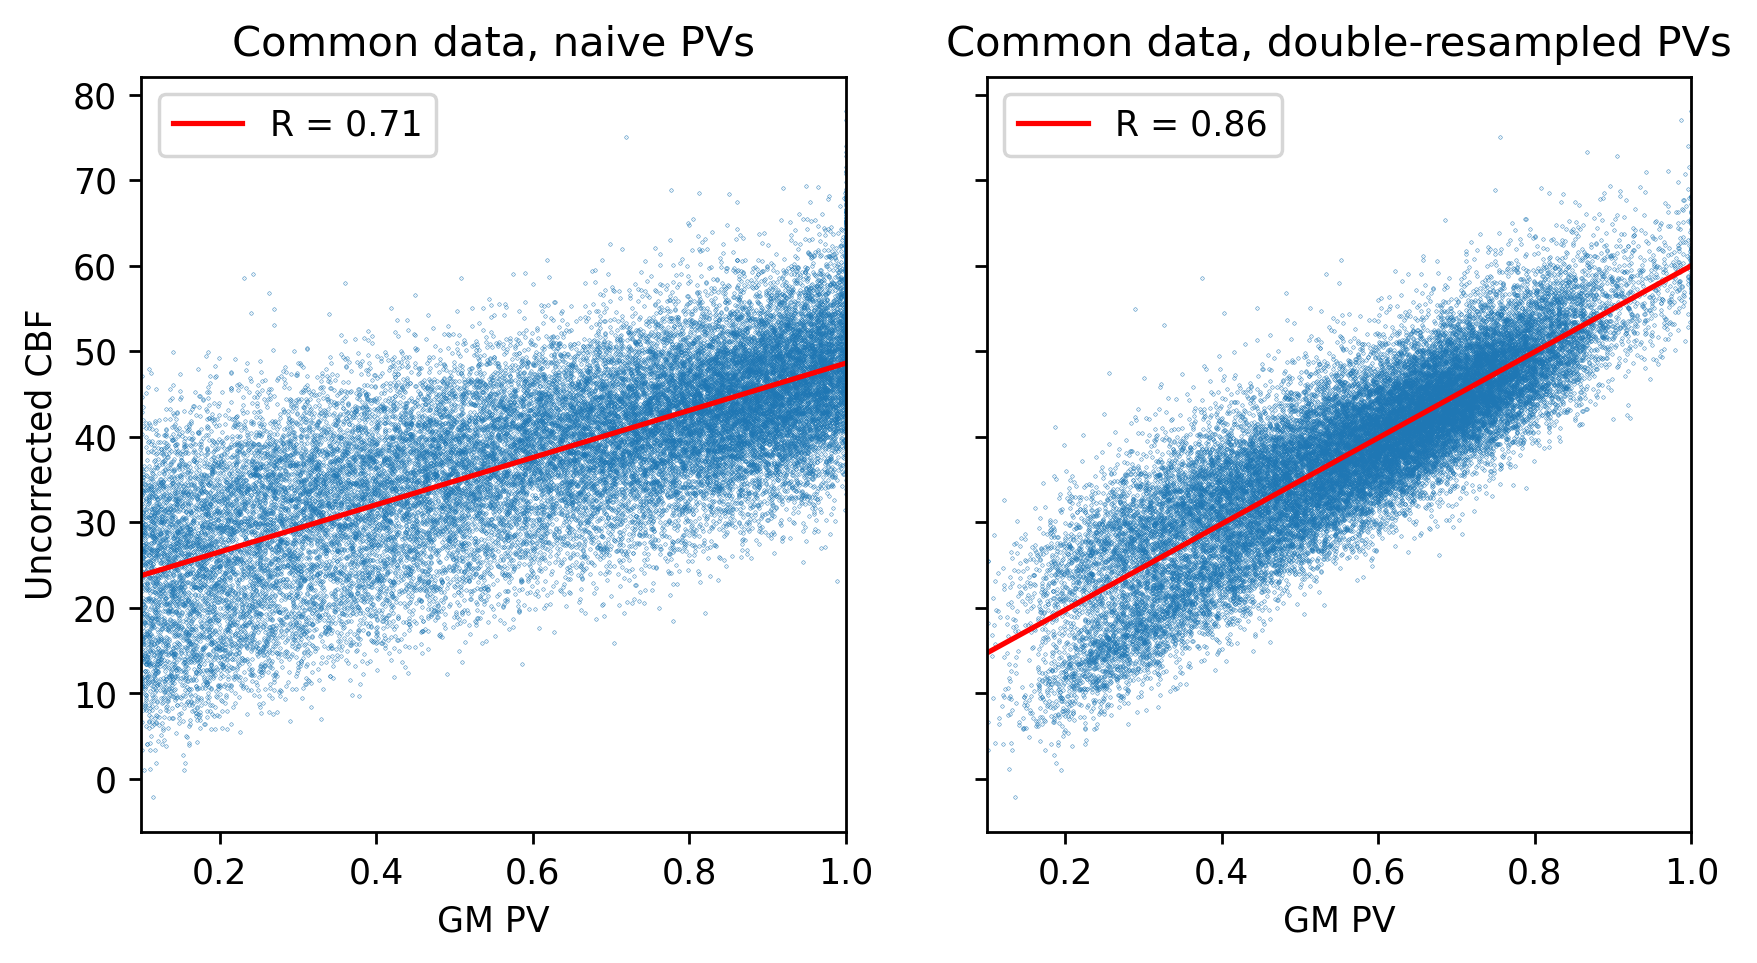 Common data, naive PVs
Common data, double-resampled PVs
R = 0.71
R = 0.86
80
70
60
50
40
30
20
10
0
Uncorrected CBF
0.2 0.4 0.6 0.8 1.0
0.2 0.4 0.6 0.8 1.0
GM PV
GM PV